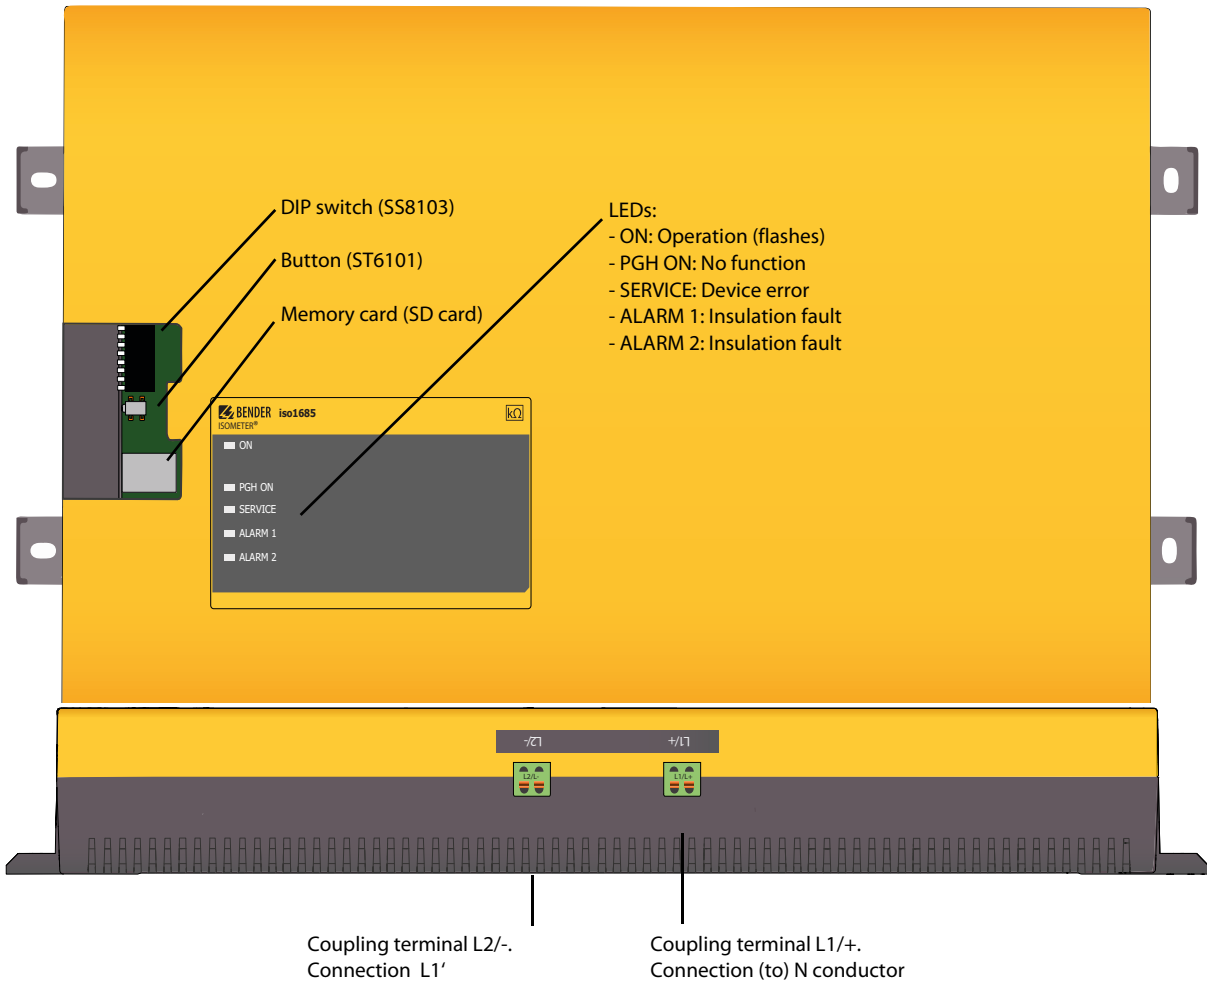 DIP switch (SS8103)
Button (ST6101)
Memory card (SD card)
LEDs:
- ON: Operation (flashes)
- PGH ON: No function
- SERVICE: Device error
- ALARM 1: Insulation fault
- ALARM 2: Insulation fault
BENDER iso1685 kΩ
ISOMETER®
ON
PGH ON
SERVICE
ALARM 1
ALARM 2
L2/- L1/+
L2/L- L1/L+
Coupling terminal L2/-.
Connection L1‘
Coupling terminal L1/+.
Connection (to) N conductor